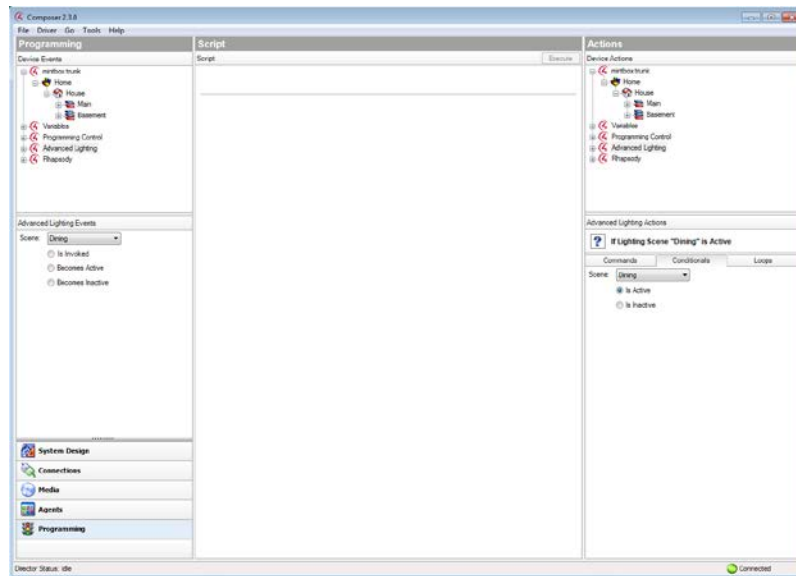 Composer 2.3.8
File Driver Go Tools Help
Programming
Script
Actions
Device Events
Script
Execute
Device Actions
Home
House
Main
Basement
Variables
Programming Control
Advanced Lighting
Rhapsody
Home
House
Main
Basement
Variables
Programming Control
Advanced Lighting
Rhapsody
Advanced Lighting Events
Scene: Dining
Is Invoked
Becomes Active
Becomes Inactive
Advanced Lighting Actions
? If Lighting Scene "Dining" is Active
Commands Conditionals Loops
Scene: Dining
Is Active
Is Inactive
System Design
Connections
Media
Agents
Programming
Director Status: Idle
Connected